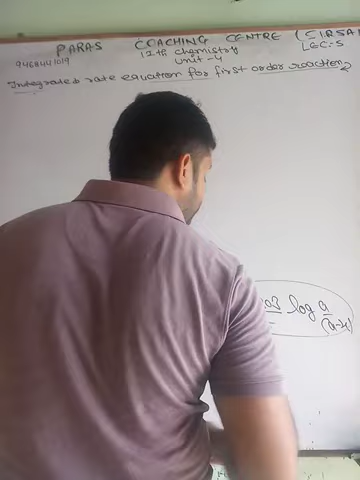 PARAS COACHING CENTRE (SIRSA
9468441019 12th chemistry LEC:5
Unit-4
Integrated rate equation for first order reaction
log a
(a-x)